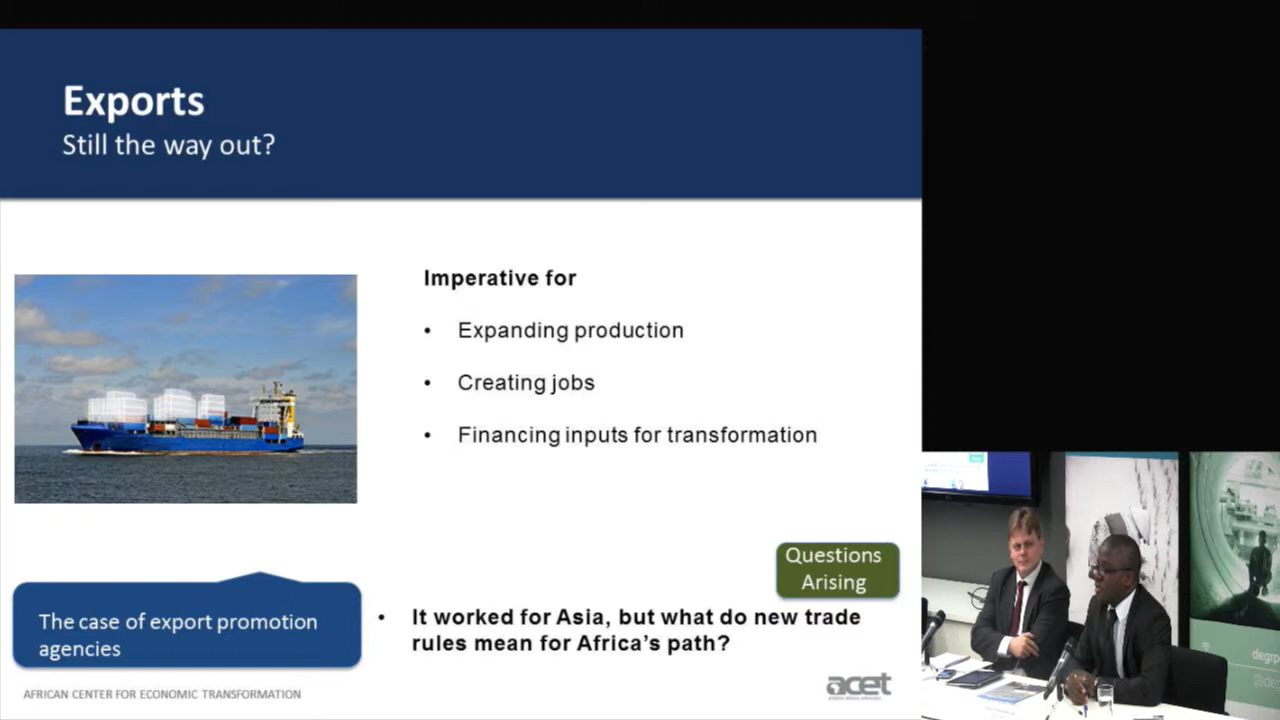 Exports
Still the way out?
Imperative for
• Expanding production
• Creating jobs
• Financing inputs for transformation
Questions
Arising
The case of export promotion
agencies
• It worked for Asia, but what do new trade
rules mean for Africa's path?
AFRICAN CENTER FOR ECONOMIC TRANSFORMATION
acet
degrp